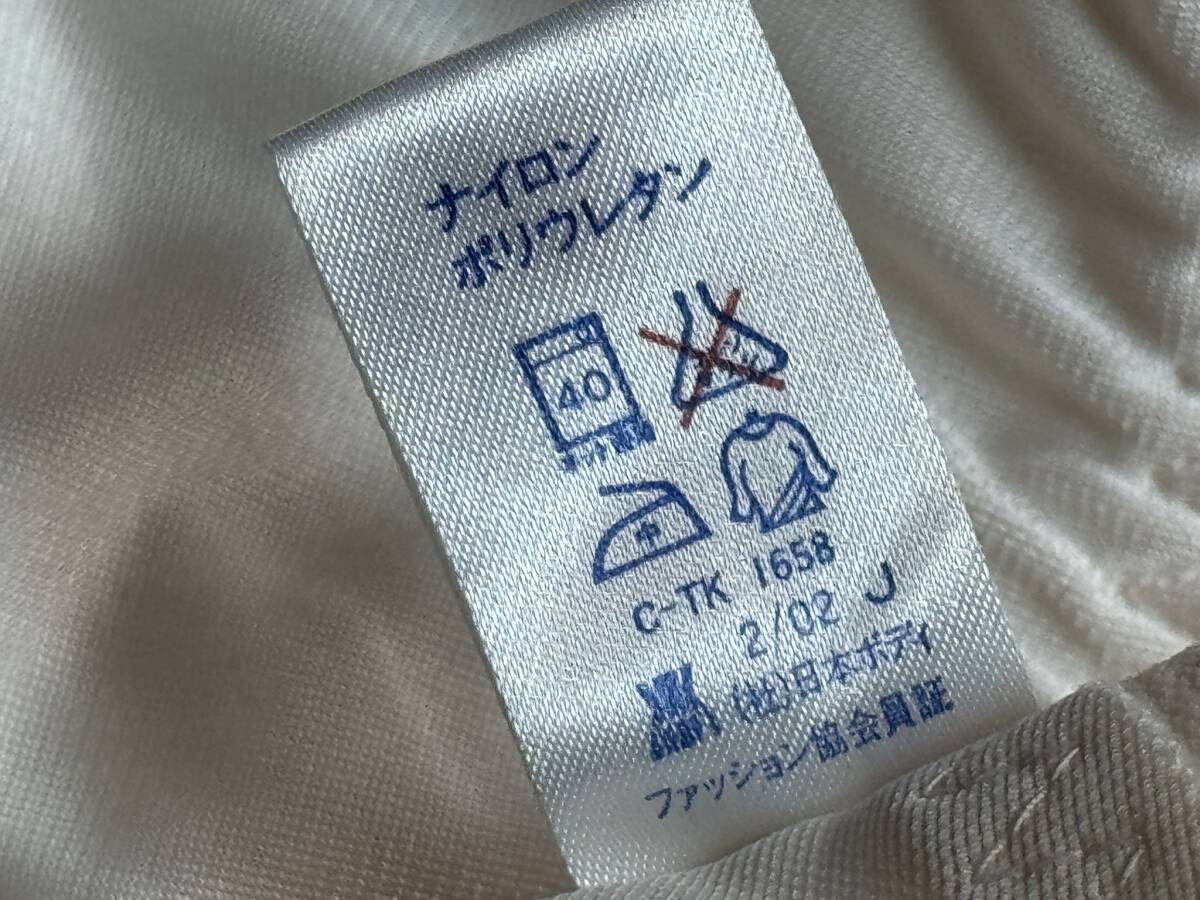 ナイロン
ポリウレタン
40
中
C-TK 1658
2/02 J
(社)日本ボディ
ファッション協会員証